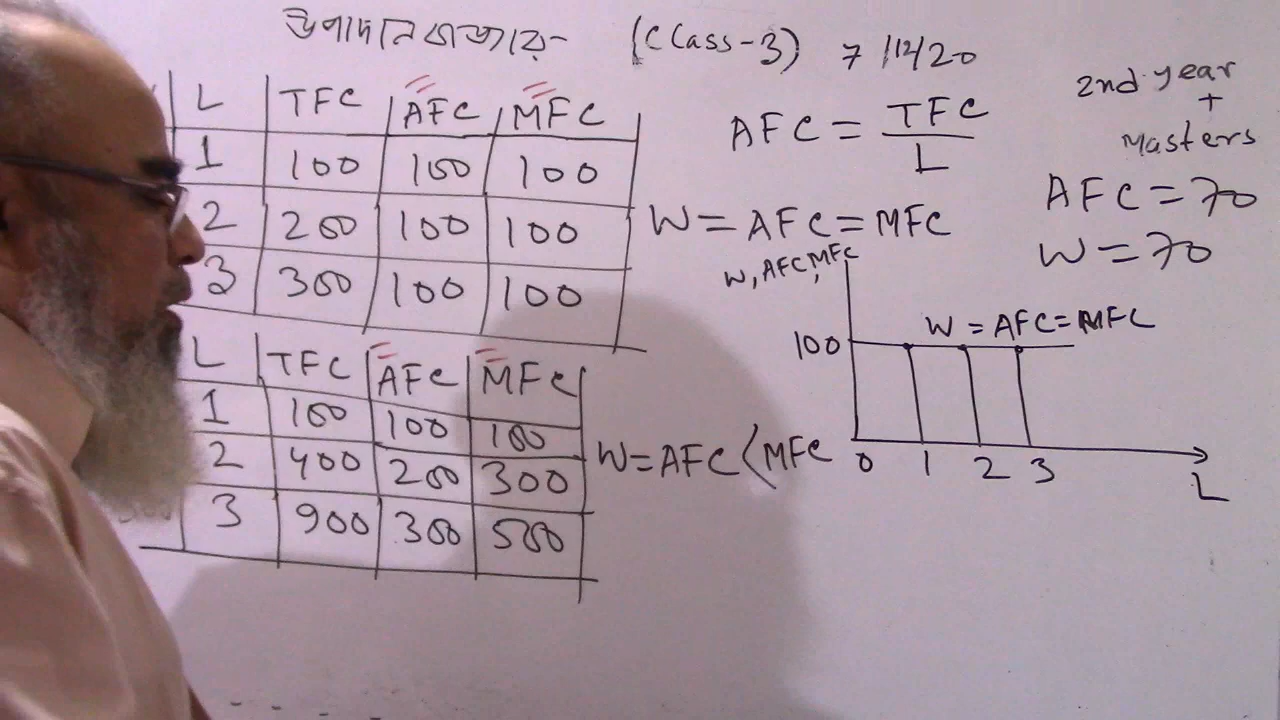 উপাদান বাজার- (Class-3) 7/12/20
2nd year
+
Masters
L TFC AFC MFC
1 100 100 100
2 200 100 100
3 300 100 100
AFC = TFC / L
W = AFC = MFC
AFC = 70
W = 70
W, AFC, MFC
100
W = AFC = MFC
0 1 2 3
L
L TFC AFC MFC
1 100 100 100
2 400 200 300
3 900 300 500
W = AFC < MFC